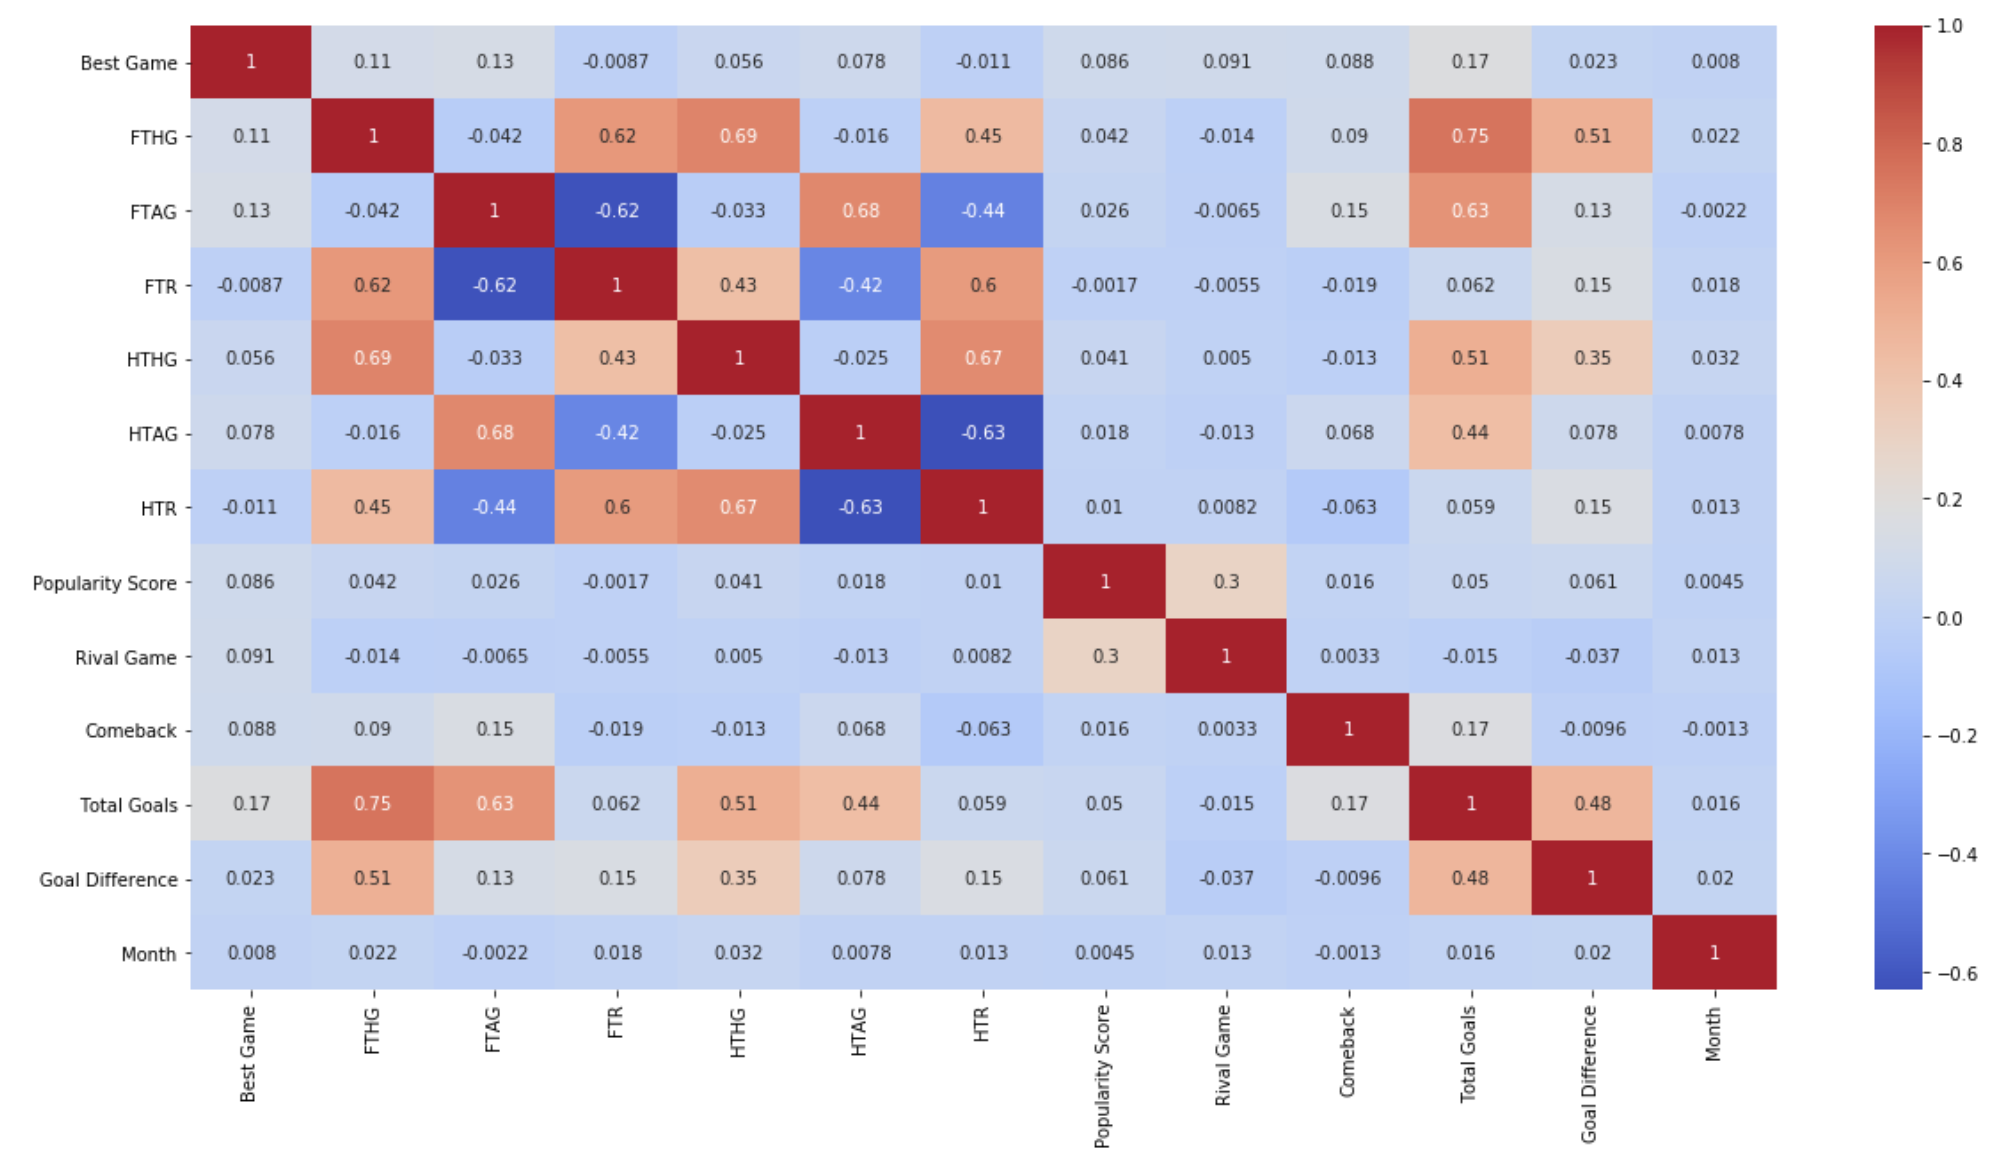 Best Game 1 0.11 0.13 -0.0087 0.056 0.078 -0.011 0.086 0.091 0.088 0.17 0.023 0.008
FTHG 0.11 1 -0.042 0.62 0.69 -0.016 0.45 0.042 -0.014 0.09 0.75 0.51 0.022
FTAG 0.13 -0.042 1 -0.62 -0.033 0.68 -0.44 0.026 -0.0065 0.15 0.63 0.13 -0.0022
FTR -0.0087 0.62 -0.62 1 0.43 -0.42 0.6 -0.0017 -0.0055 -0.019 0.062 0.15 0.018
HTHG 0.056 0.69 -0.033 0.43 1 -0.025 0.67 0.041 0.005 -0.013 0.51 0.35 0.032
HTAG 0.078 -0.016 0.68 -0.42 -0.025 1 -0.63 0.018 -0.013 0.068 0.44 0.078 0.0078
HTR -0.011 0.45 -0.44 0.6 0.67 -0.63 1 0.01 0.0082 -0.063 0.059 0.15 0.013
Popularity Score 0.086 0.042 0.026 -0.0017 0.041 0.018 0.01 1 0.3 0.016 0.05 0.061 0.0045
Rival Game 0.091 -0.014 -0.0065 -0.0055 0.005 -0.013 0.0082 0.3 1 0.0033 -0.015 -0.037 0.013
Comeback 0.088 0.09 0.15 -0.019 -0.013 0.068 -0.063 0.016 0.0033 1 0.17 -0.0096 -0.0013
Total Goals 0.17 0.75 0.63 0.062 0.51 0.44 0.059 0.05 -0.015 0.17 1 0.48 0.016
Goal Difference 0.023 0.51 0.13 0.15 0.35 0.078 0.15 0.061 -0.037 -0.0096 0.48 1 0.02
Month 0.008 0.022 -0.0022 0.018 0.032 0.0078 0.013 0.0045 0.013 -0.0013 0.016 0.02 1
Best Game
FTHG
FTAG
FTR
HTHG
HTAG
HTR
Popularity Score
Rival Game
Comeback
Total Goals
Goal Difference
Month
1.0
0.8
0.6
0.4
0.2
0.0
−0.2
−0.4
−0.6